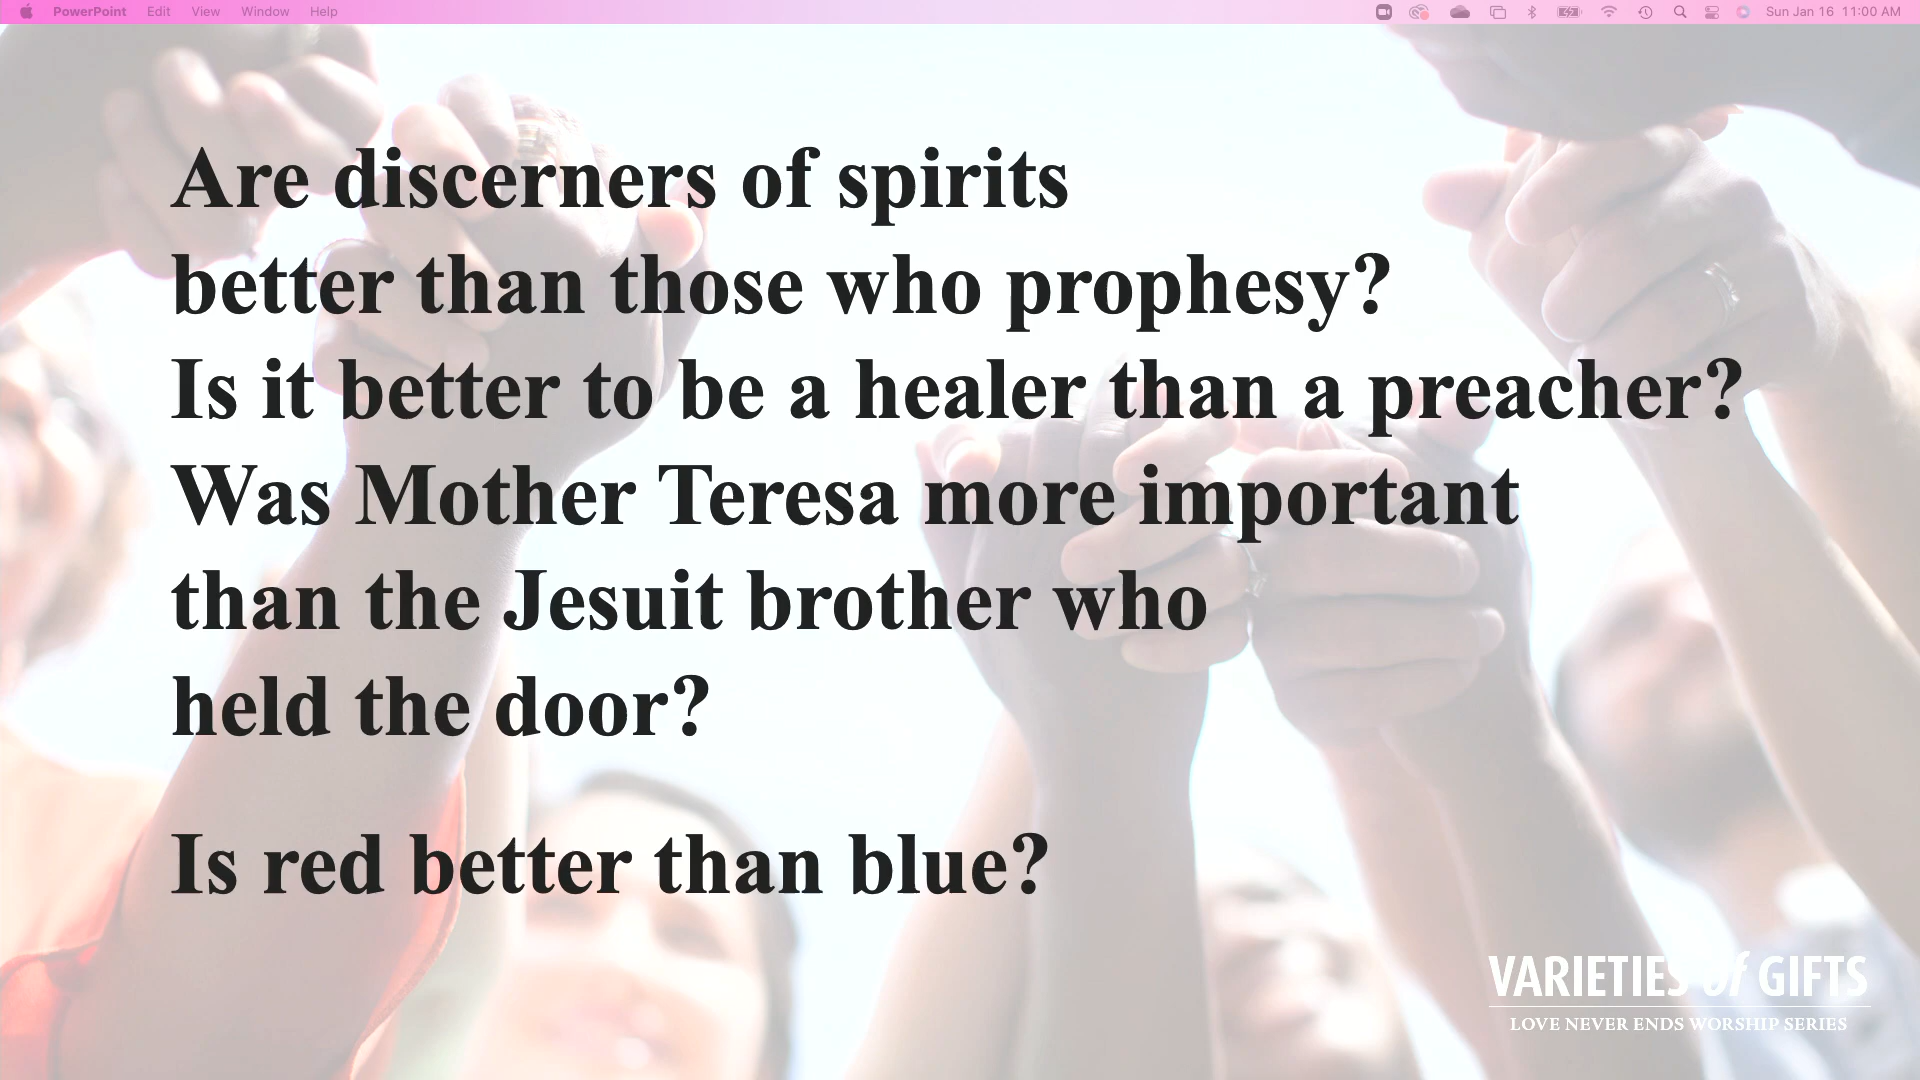 PowerPoint Edit View Window Help Sun Jan 16 11:00 AM
Are discerners of spirits
better than those who prophesy?
Is it better to be a healer than a preacher?
Was Mother Teresa more important
than the Jesuit brother who
held the door?
Is red better than blue?
VARIETIES of GIFTS
LOVE NEVER ENDS WORSHIP SERIES